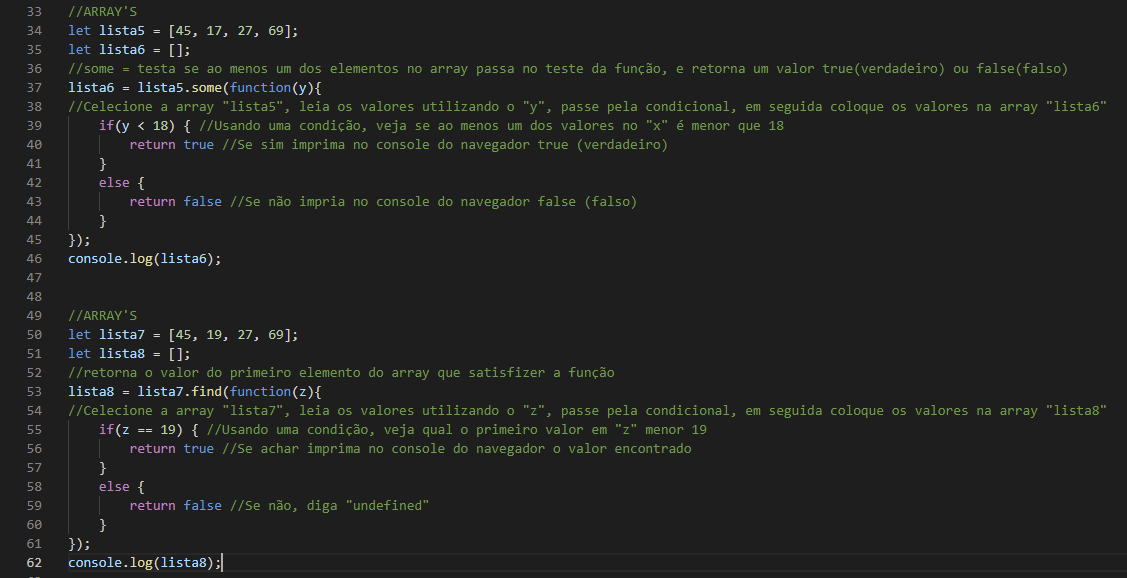 33 //ARRAY'S
34 let lista5 = [45, 17, 27, 69];
35 let lista6 = [];
36 //some = testa se ao menos um dos elementos no array passa no teste da função, e retorna um valor true(verdadeiro) ou false(falso)
37 lista6 = lista5.some(function(y){
38 //Celecione a array "lista5", leia os valores utilizando o "y", passe pela condicional, em seguida coloque os valores na array "lista6"
39 if(y < 18) { //Usando uma condição, veja se ao menos um dos valores no "x" é menor que 18
40 return true //Se sim imprima no console do navegador true (verdadeiro)
41 }
42 else {
43 return false //Se não impria no console do navegador false (falso)
44 }
45 });
46 console.log(lista6);
47
48
49 //ARRAY'S
50 let lista7 = [45, 19, 27, 69];
51 let lista8 = [];
52 //retorna o valor do primeiro elemento do array que satisfizer a função
53 lista8 = lista7.find(function(z){
54 //Celecione a array "lista7", leia os valores utilizando o "z", passe pela condicional, em seguida coloque os valores na array "lista8"
55 if(z == 19) { //Usando uma condição, veja qual o primeiro valor em "z" menor 19
56 return true //Se achar imprima no console do navegador o valor encontrado
57 }
58 else {
59 return false //Se não, diga "undefined"
60 }
61 });
62 console.log(lista8);